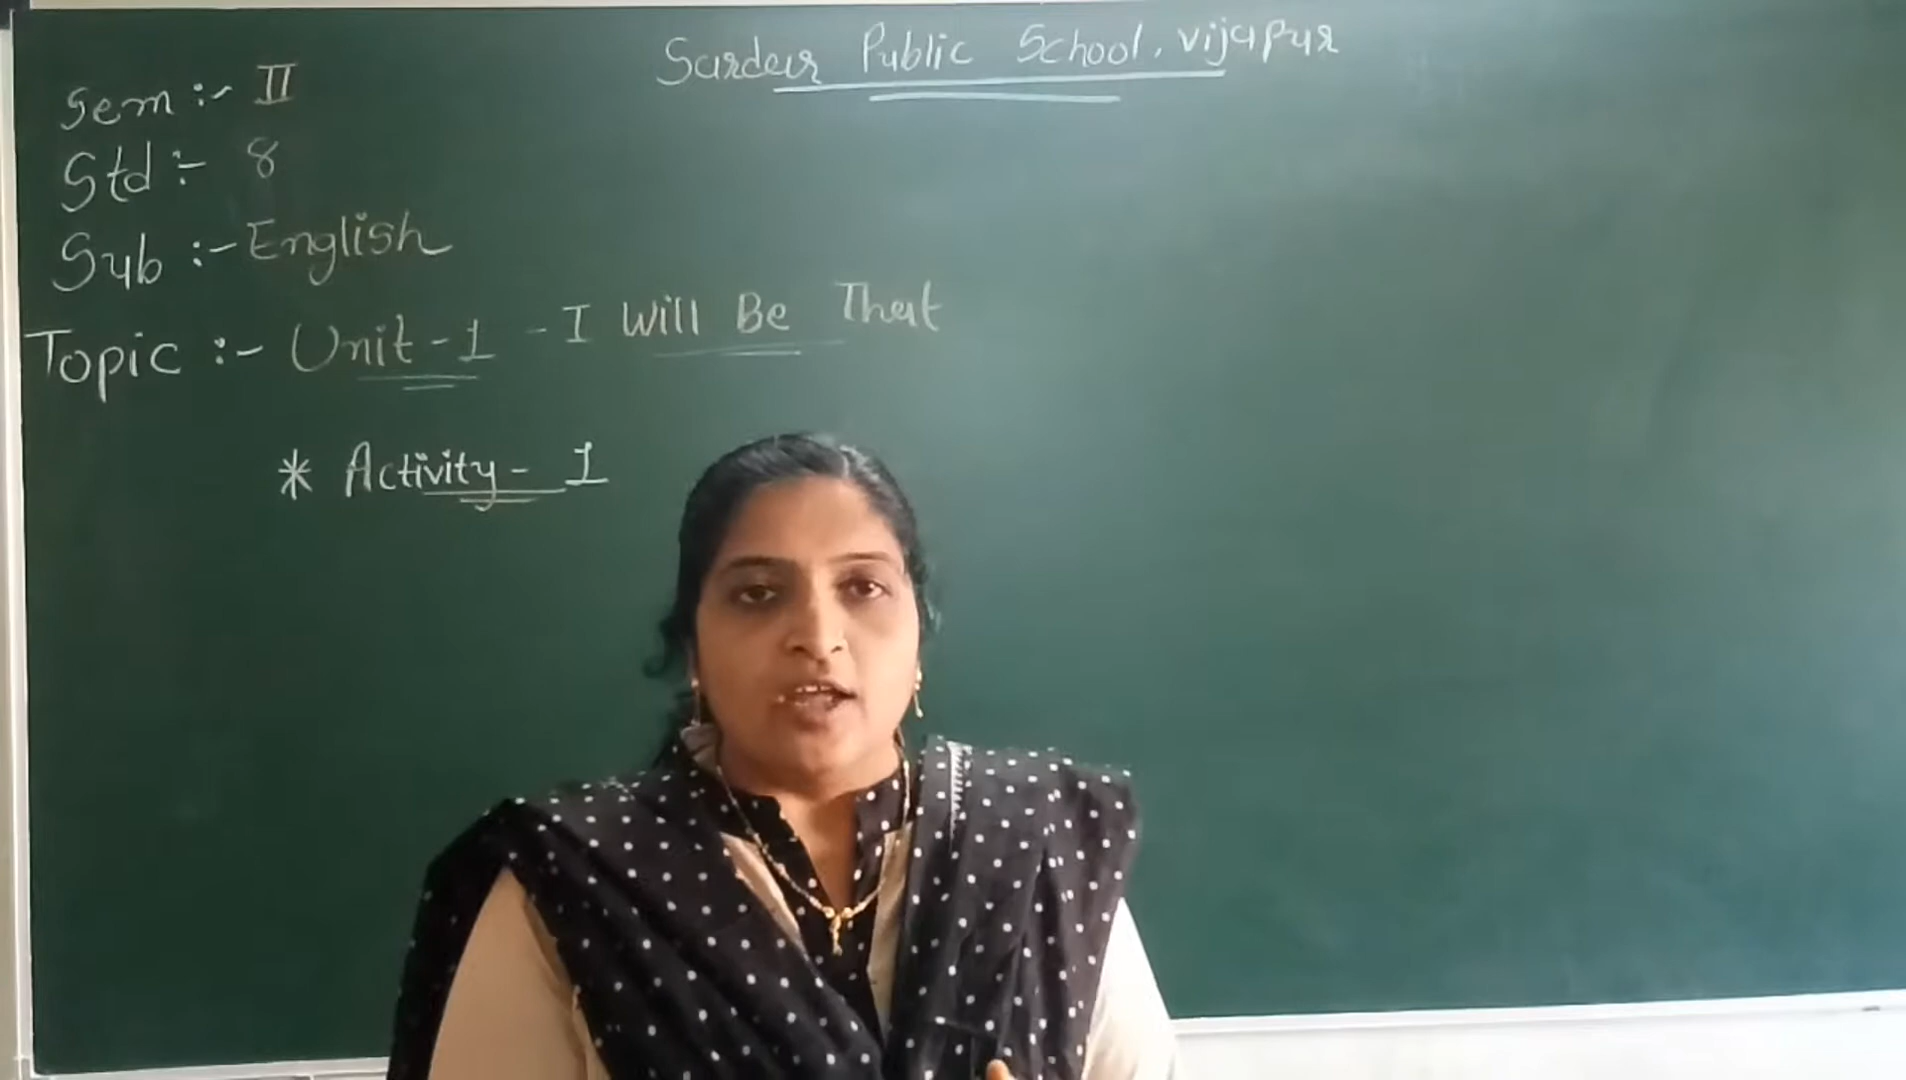 Sardar Public School, Vijapur
Sem :- II
Std :- 8
Sub :- English
Topic :- Unit - 1 - I Will Be That
* Activity - 1